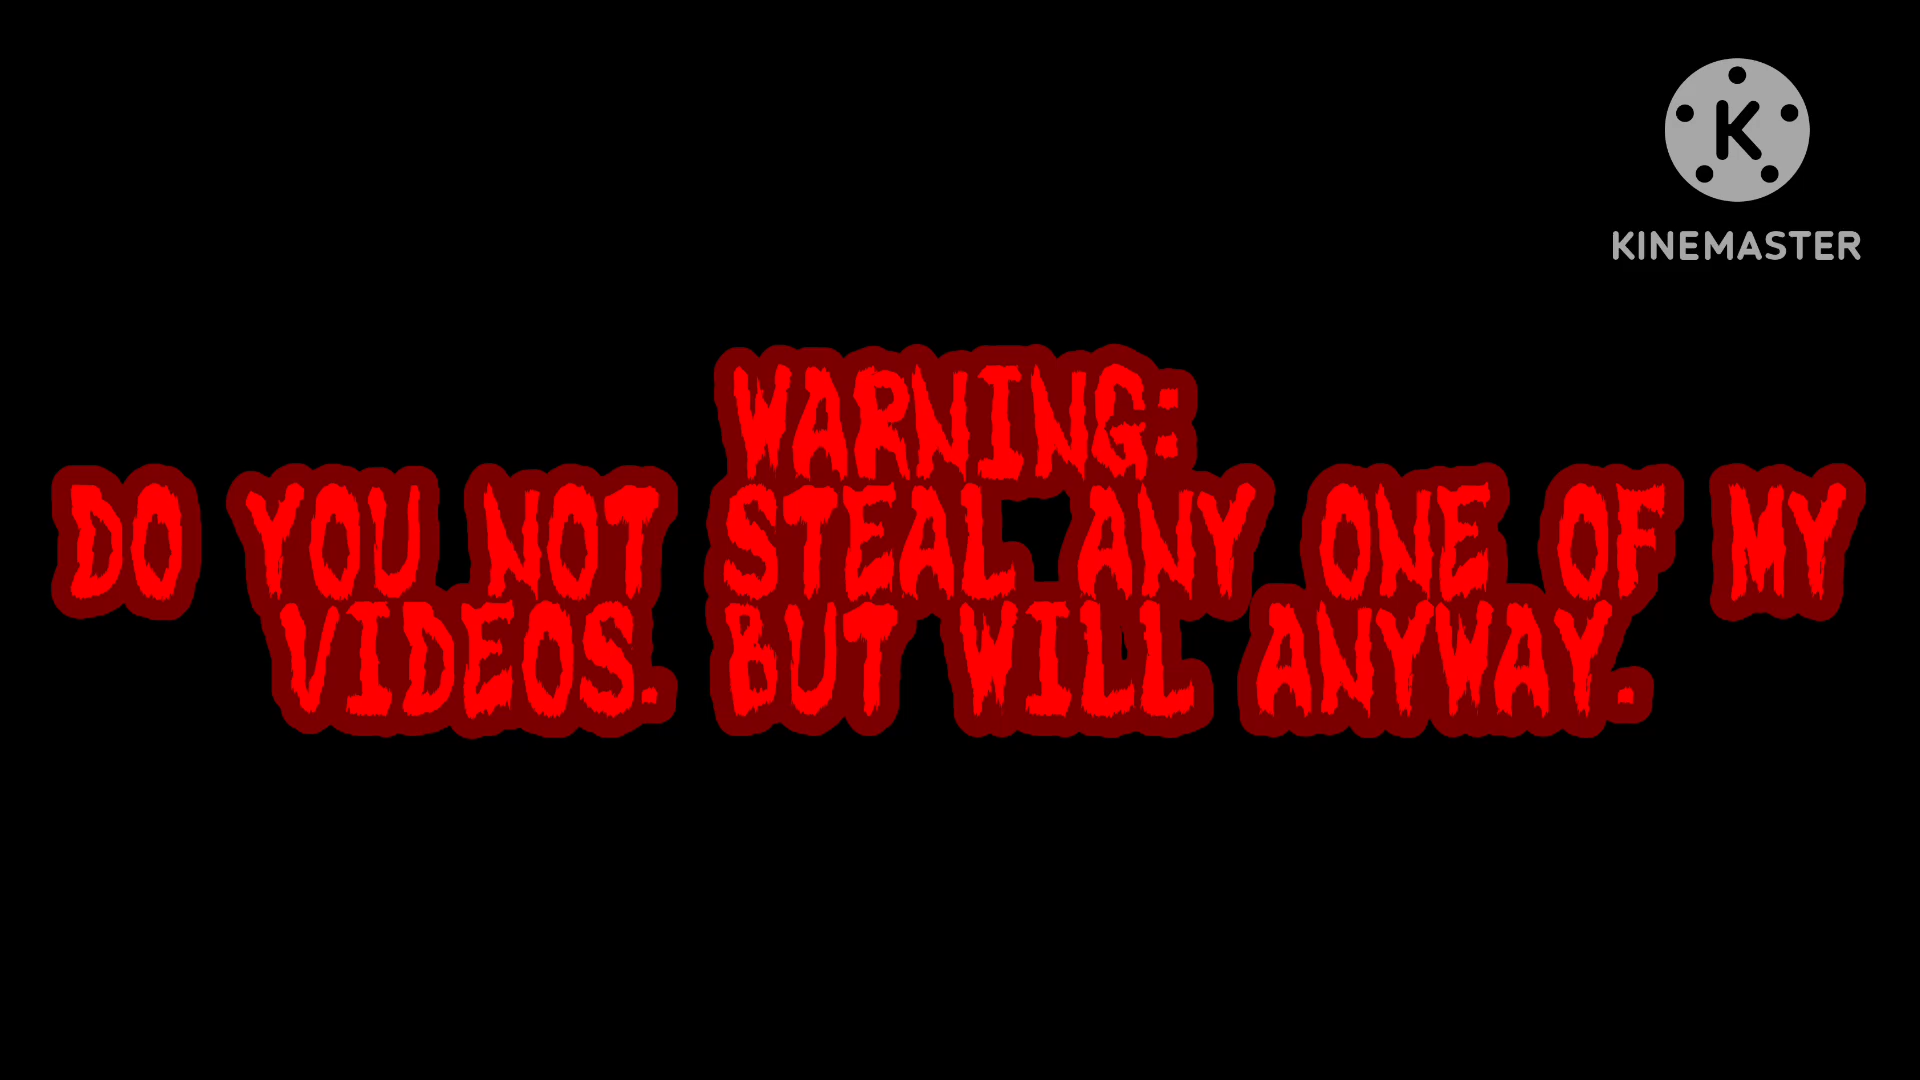 K
KINEMASTER
WARNING:
DO YOU NOT STEAL ANY ONE OF MY
VIDEOS. BUT WILL ANYWAY.